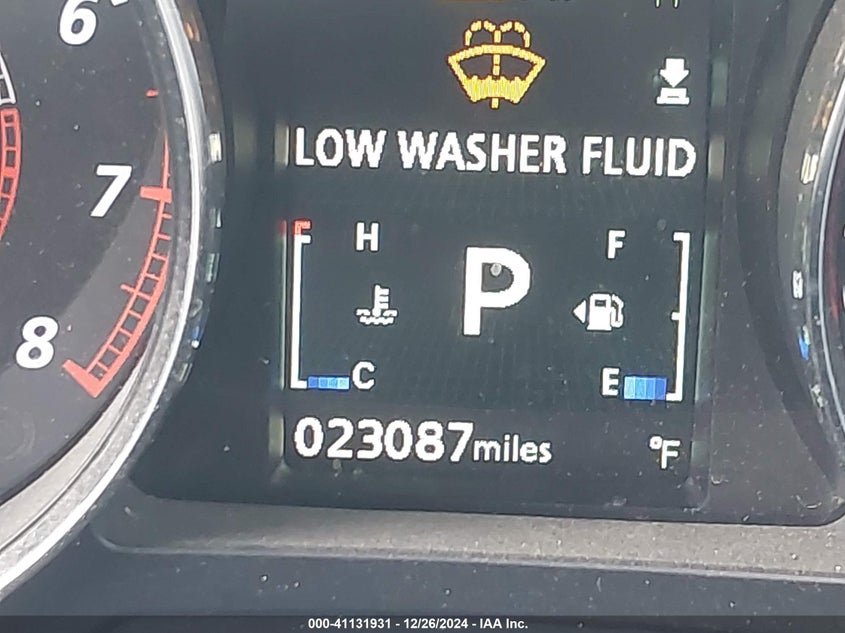 6
7
8
LOW WASHER FLUID
H F
P
C E
023087miles °F
000-41131931 - 12/26/2024 - IAA Inc.